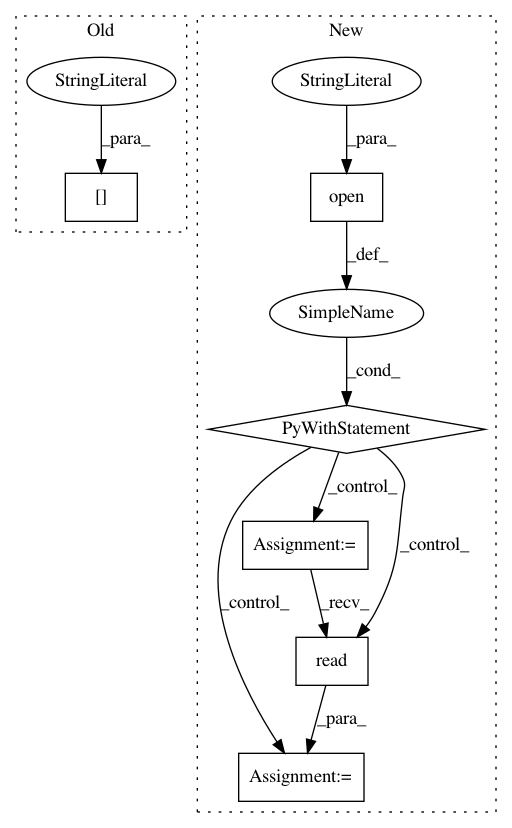 Old
StringLiteral
_para_
[]
New
StringLiteral
_para_
open
_def_
SimpleName
_cond_
PyWithStatement
_control_
Assignment:=
_control_
_control_
_recv_
read
_para_
Assignment:=